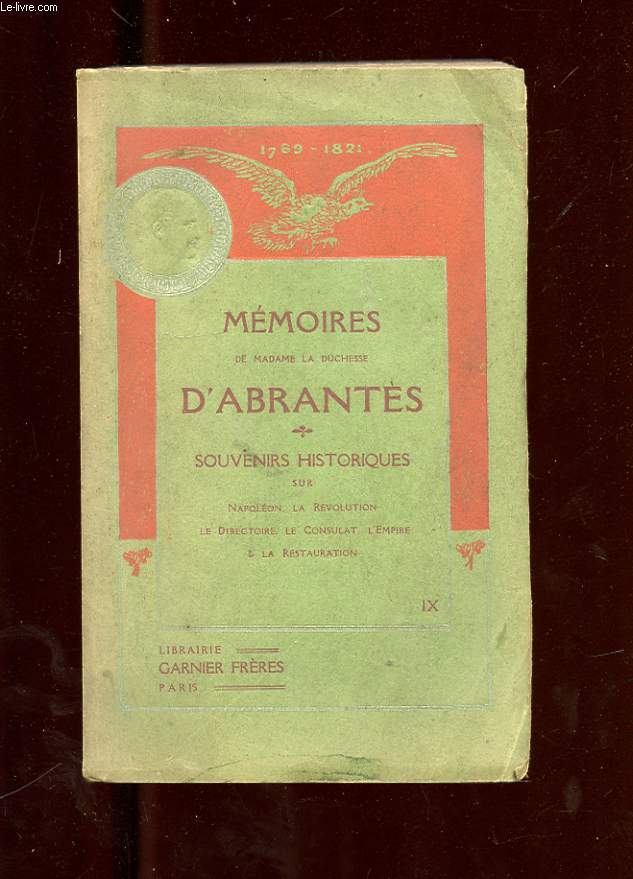 Le-livre.com
1769 - 1821
MÉMOIRES
DE MADAME LA DUCHESSE
D'ABRANTÈS
SOUVENIRS HISTORIQUES
SUR
NAPOLÉON, LA RÉVOLUTION
LE DIRECTOIRE, LE CONSULAT, L'EMPIRE
& LA RESTAURATION
IX
LIBRAIRIE
GARNIER FRÈRES
PARIS